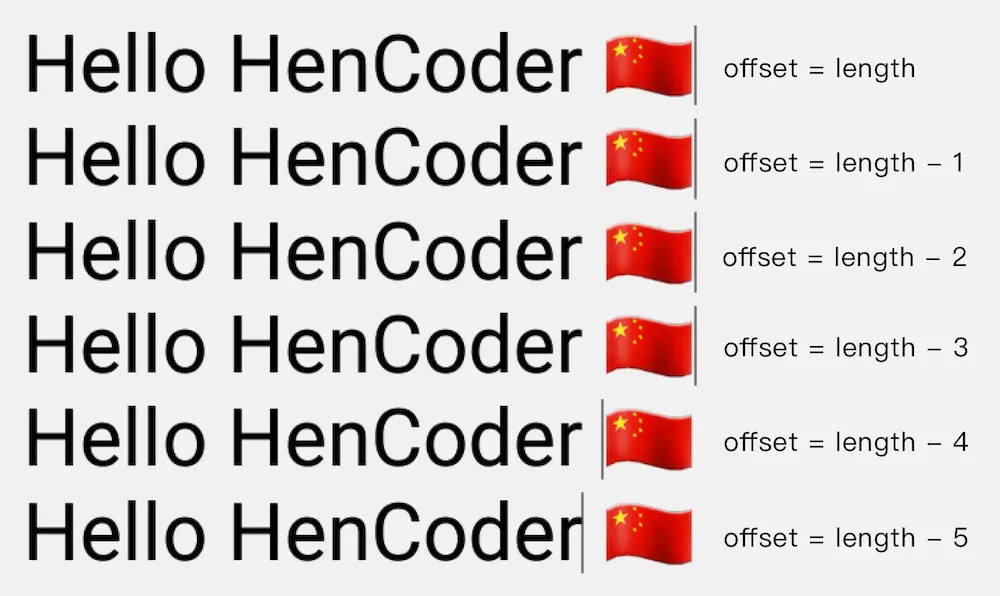 Hello HenCoder 🇨🇳 offset = length
Hello HenCoder 🇨🇳 offset = length – 1
Hello HenCoder 🇨🇳 offset = length – 2
Hello HenCoder 🇨🇳 offset = length – 3
Hello HenCoder 🇨🇳 offset = length – 4
Hello HenCoder 🇨🇳 offset = length – 5